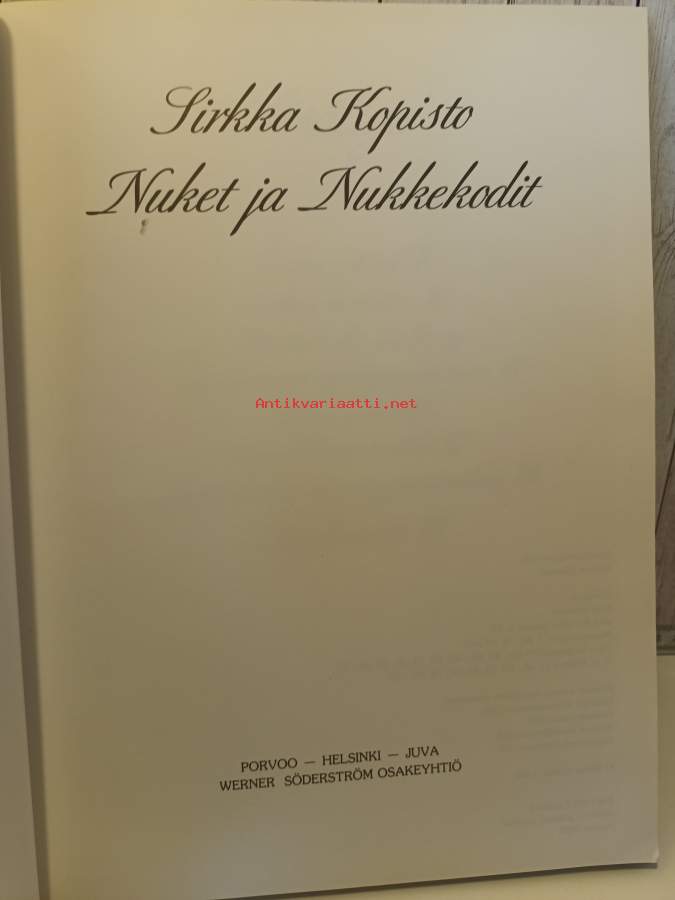 Sirkka Kopisto
Nuket ja Nukkekodit
Antikvariaatti.net
PORVOO — HELSINKI — JUVA
WERNER SÖDERSTRÖM OSAKEYHTIÖ